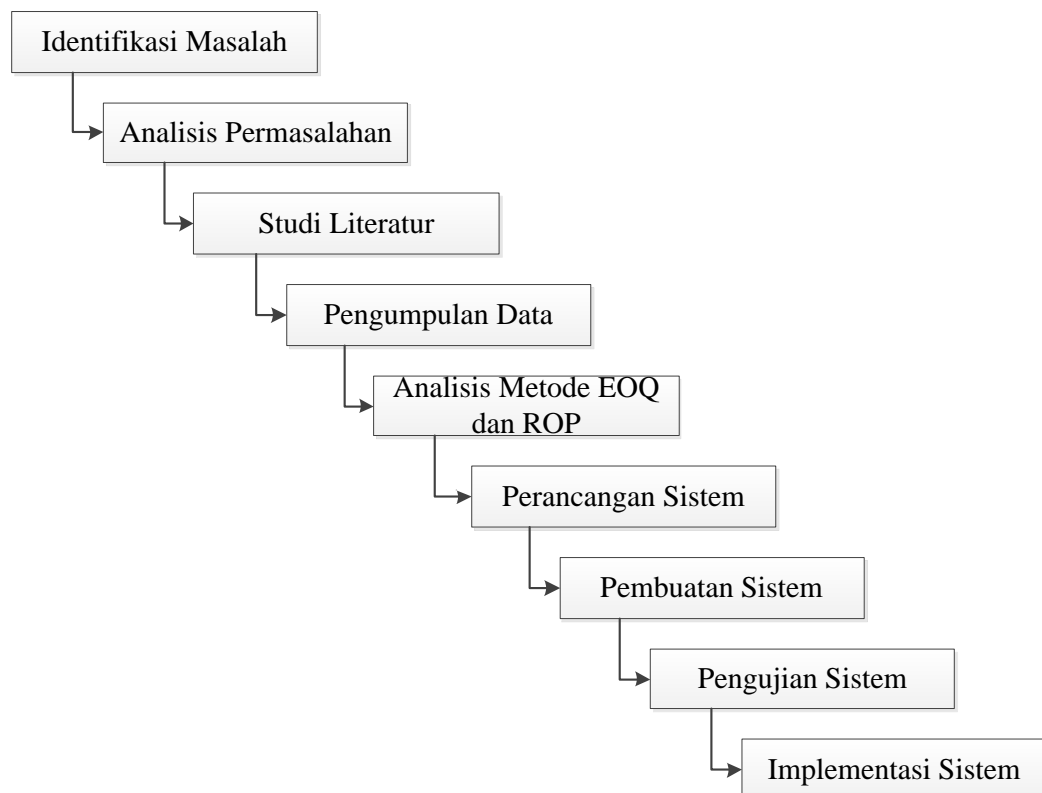 Identifikasi Masalah
Analisis Permasalahan
Studi Literatur
Pengumpulan Data
Analisis Metode EOQ
dan ROP
Perancangan Sistem
Pembuatan Sistem
Pengujian Sistem
Implementasi Sistem